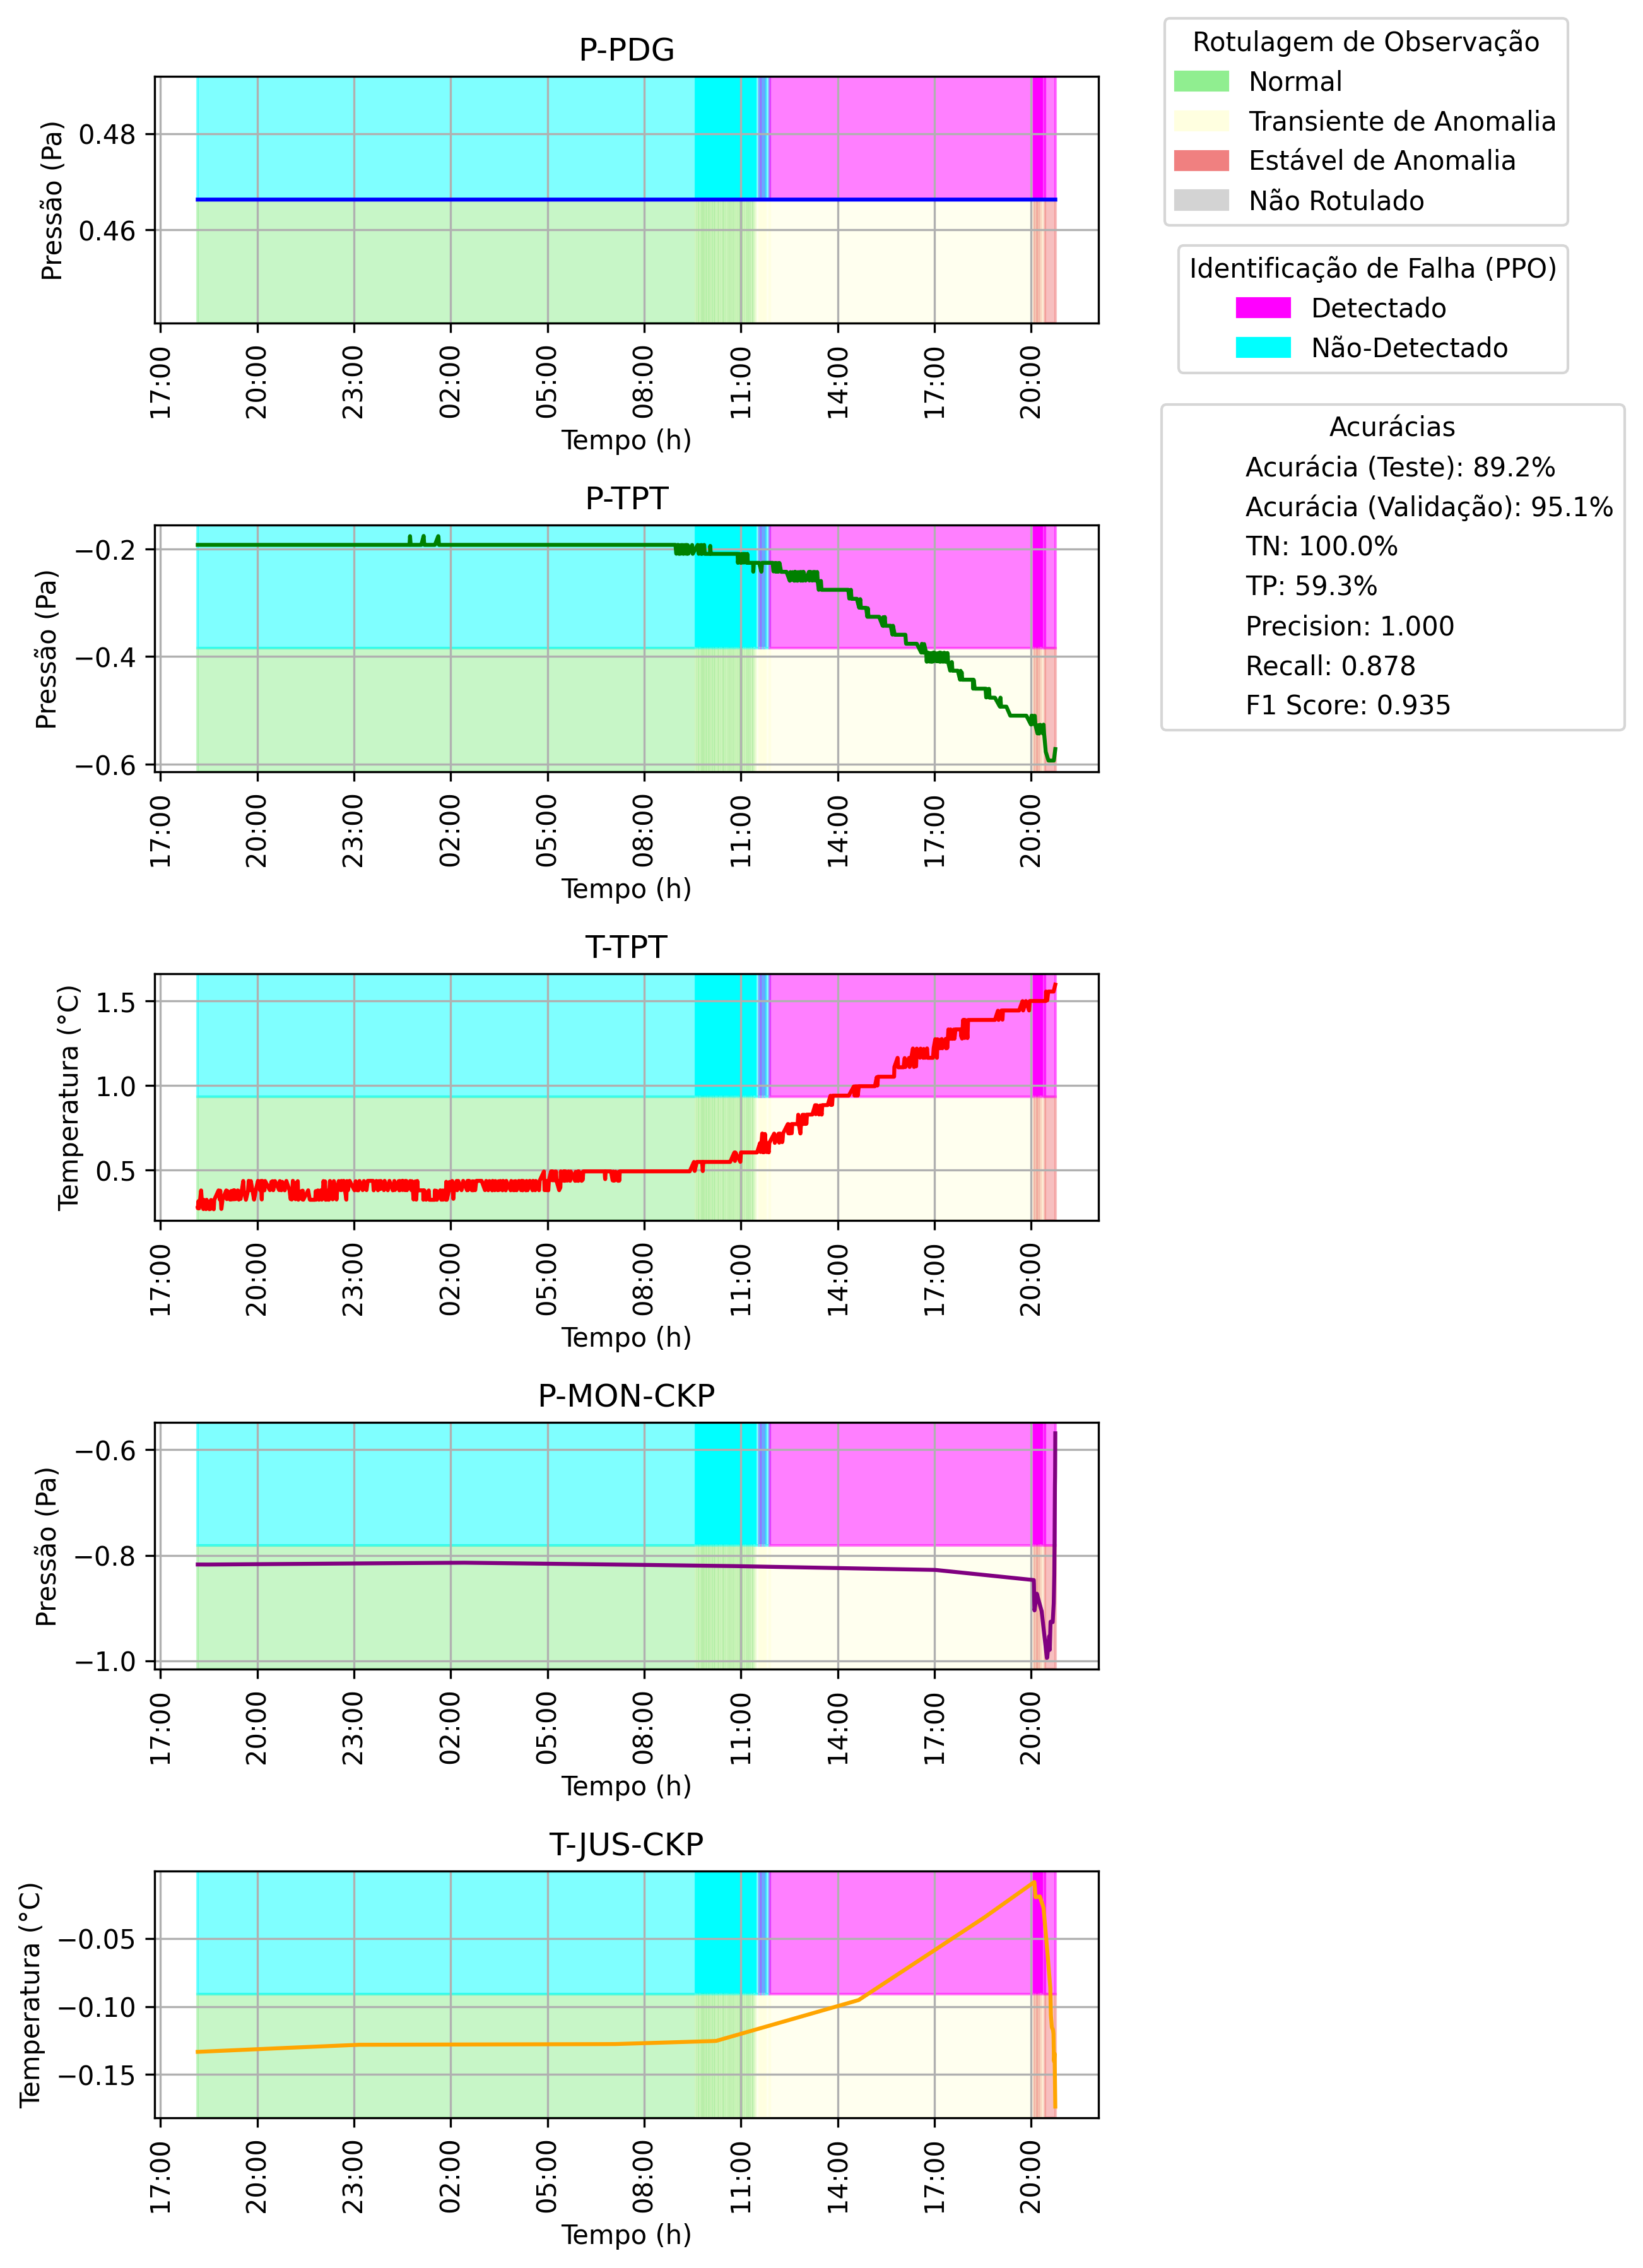 P-PDG
Pressão (Pa)
0.48
0.46
17:00 20:00 23:00 02:00 05:00 08:00 11:00 14:00 17:00 20:00
Tempo (h)
P-TPT
Pressão (Pa)
−0.2
−0.4
−0.6
17:00 20:00 23:00 02:00 05:00 08:00 11:00 14:00 17:00 20:00
Tempo (h)
T-TPT
Temperatura (°C)
1.5
1.0
0.5
17:00 20:00 23:00 02:00 05:00 08:00 11:00 14:00 17:00 20:00
Tempo (h)
P-MON-CKP
Pressão (Pa)
−0.6
−0.8
−1.0
17:00 20:00 23:00 02:00 05:00 08:00 11:00 14:00 17:00 20:00
Tempo (h)
T-JUS-CKP
Temperatura (°C)
−0.05
−0.10
−0.15
17:00 20:00 23:00 02:00 05:00 08:00 11:00 14:00 17:00 20:00
Tempo (h)
Rotulagem de Observação
Normal
Transiente de Anomalia
Estável de Anomalia
Não Rotulado
Identificação de Falha (PPO)
Detectado
Não-Detectado
Acurácias
Acurácia (Teste): 89.2%
Acurácia (Validação): 95.1%
TN: 100.0%
TP: 59.3%
Precision: 1.000
Recall: 0.878
F1 Score: 0.935